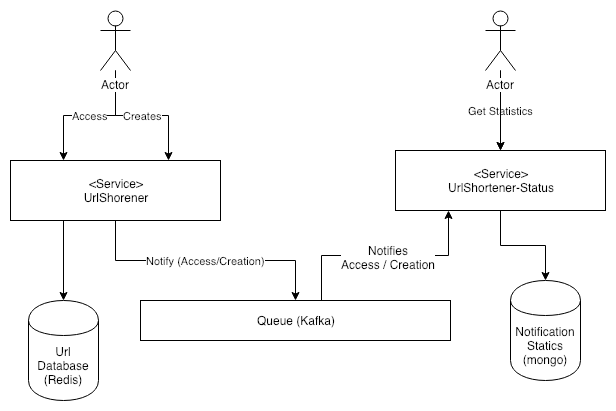 Actor
Actor
Access
Creates
Get Statistics
<Service>
UrlShorener
<Service>
UrlShortener-Status
Notify (Access/Creation)
Notifies
Access / Creation
Queue (Kafka)
Url
Database
(Redis)
Notification
Statics
(mongo)